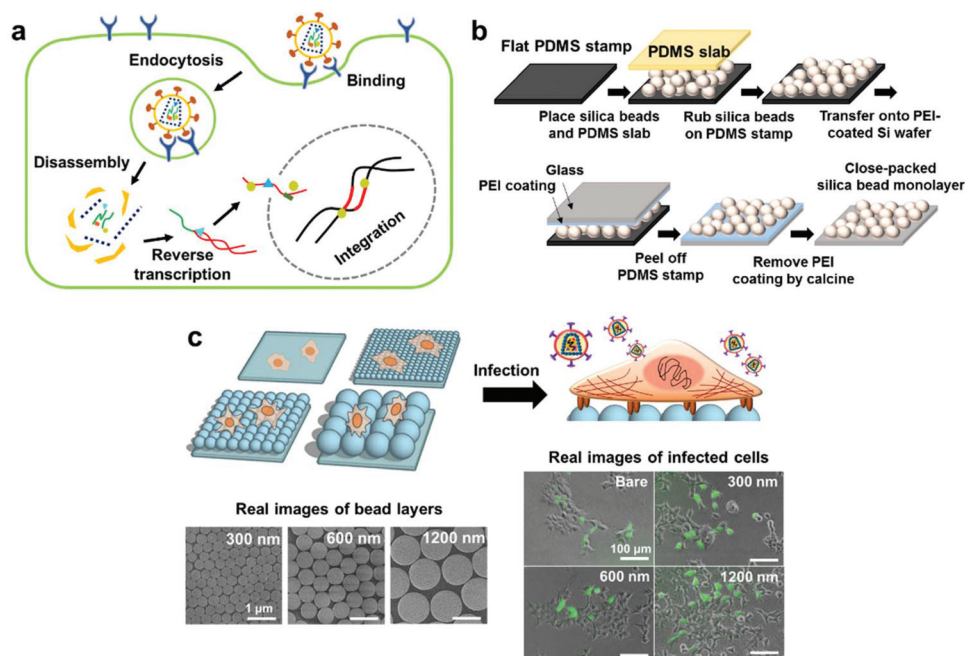 a
Endocytosis
Binding
Disassembly
Reverse
transcription
Integration
b
Flat PDMS stamp
PDMS slab
Place silica beads
and PDMS slab
Rub silica beads
on PDMS stamp
Transfer onto PEI-
coated Si wafer
Glass
PEI coating
Close-packed
silica bead monolayer
Peel off
PDMS stamp
Remove PEI
coating by calcine
c
Infection
Real images of bead layers
300 nm
600 nm
1200 nm
1 µm
Real images of infected cells
Bare
300 nm
100 µm
600 nm
1200 nm